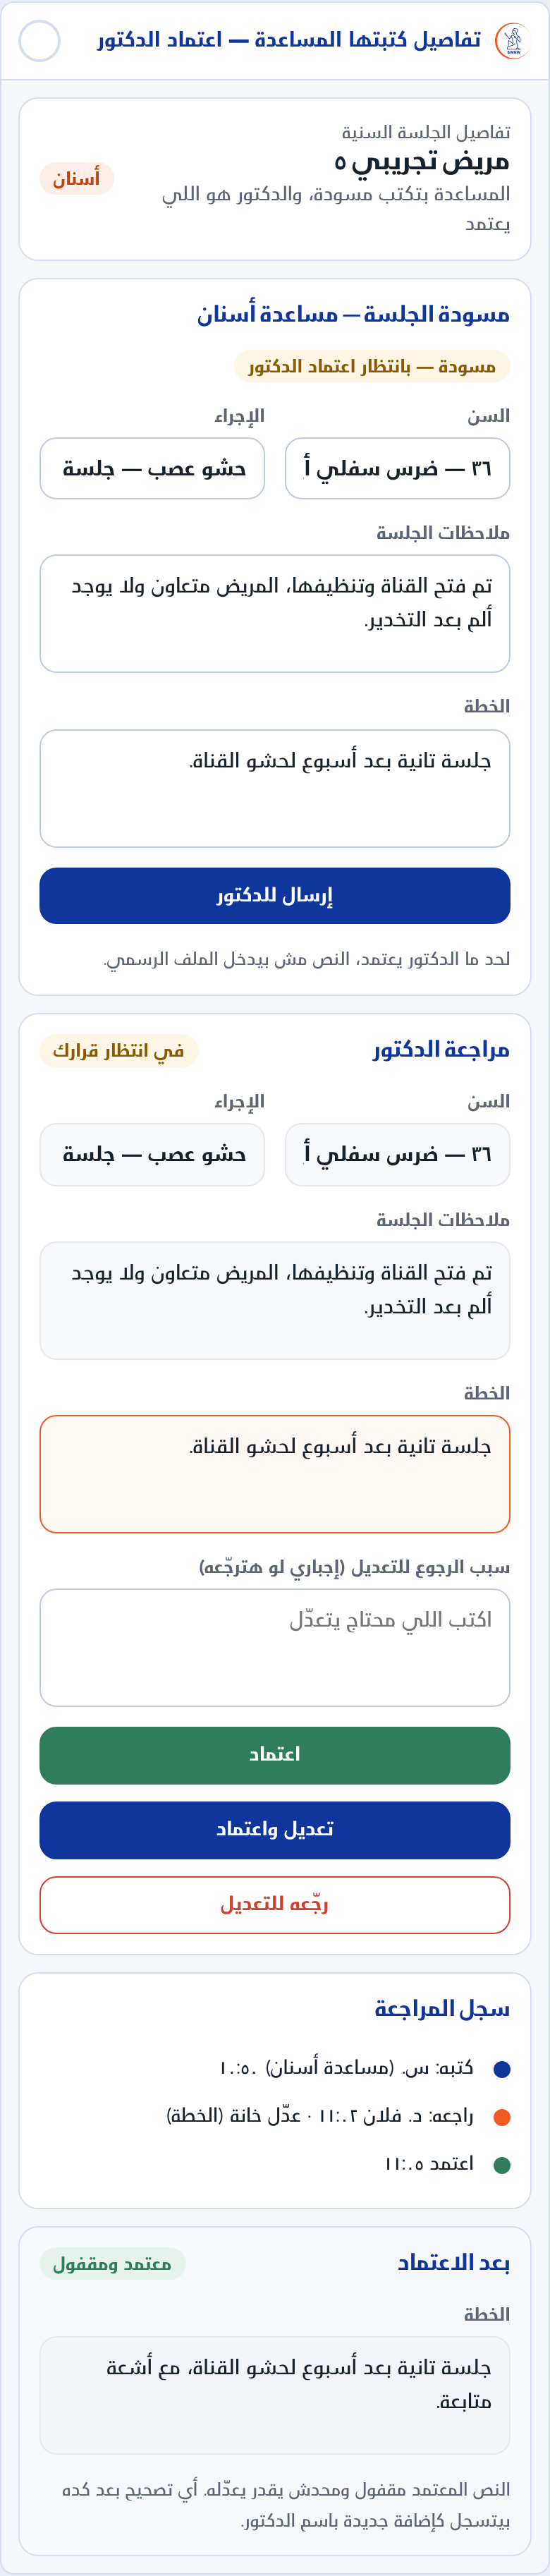 تفاصيل كتبتها المساعدة — اعتماد الدكتور
تفاصيل الجلسة السنية
مريض تجريبي ٥
أسنان
المساعدة بتكتب مسودة، والدكتور هو اللي
يعتمد
مسودة الجلسة — مساعدة أسنان
مسودة — بانتظار اعتماد الدكتور
السن
الإجراء
٣٦ — ضرس سفلي أ
حشو عصب — جلسة
ملاحظات الجلسة
تم فتح القناة وتنظيفها، المريض متعاون ولا يوجد
ألم بعد التخدير.
الخطة
جلسة تانية بعد أسبوع لحشو القناة.
إرسال للدكتور
لحد ما الدكتور يعتمد، النص مش بيدخل الملف الرسمي.
مراجعة الدكتور
في انتظار قرارك
السن
الإجراء
٣٦ — ضرس سفلي أ
حشو عصب — جلسة
ملاحظات الجلسة
تم فتح القناة وتنظيفها، المريض متعاون ولا يوجد
ألم بعد التخدير.
الخطة
جلسة تانية بعد أسبوع لحشو القناة.
سبب الرجوع للتعديل (إجباري لو هترجّعه)
اكتب اللي محتاج يتعدّل
اعتماد
تعديل واعتماد
رجّعه للتعديل
سجل المراجعة
كتبه: س. (مساعدة أسنان) ١٠:٥٠
راجعه: د. فلان ١١:٠٢ · عدّل خانة (الخطة)
اعتمد ١١:٠٥
بعد الاعتماد
معتمد ومقفول
الخطة
جلسة تانية بعد أسبوع لحشو القناة، مع أشعة
متابعة.
النص المعتمد مقفول ومحدش يقدر يعدّله. أي تصحيح بعد كده
بيتسجل كإضافة جديدة باسم الدكتور.